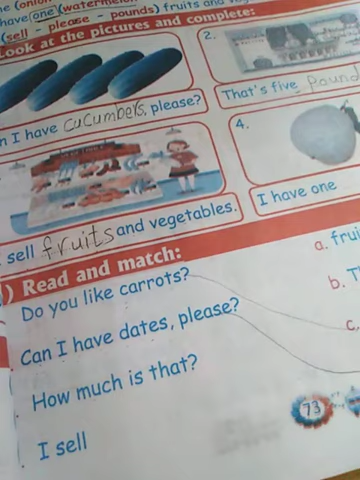 have (one) (watermelon
(sell - please - pounds) fruits and
Look at the pictures and complete:
2.
I have cucumbers, please?
That's five pound
4.
sell fruits and vegetables.
I have one
) Read and match:
Do you like carrots?
a. frui
Can I have dates, please?
b. T
How much is that?
c.
I sell
73